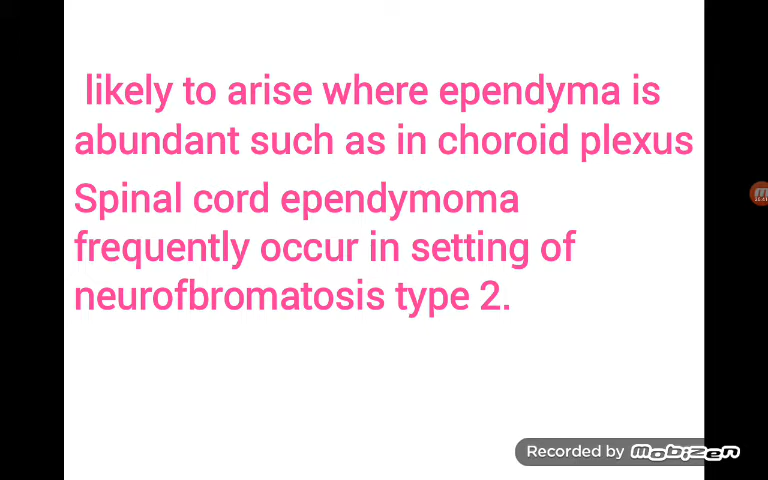 likely to arise where ependyma is
abundant such as in choroid plexus
Spinal cord ependymoma
frequently occur in setting of
neurofbromatosis type 2.
Recorded by mobizen